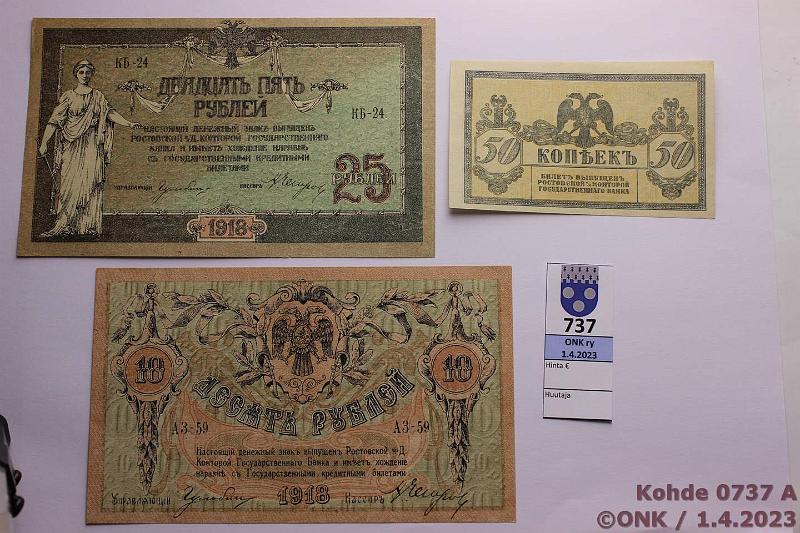 КБ-24
ДВАДЦАТЬ ПЯТЬ
РУБЛЕЙ
КБ-24
НАСТОЯЩІЙ ДЕНЕЖНЫЙ ЗНАКЪ ВЫПУЩЕНЪ
РОСТОВСКОЙ н/Д. КОНТОРОЙ ГОСУДАРСТВЕННАГО
БАНКА И ИМѢЕТЪ ХОЖДЕНІЕ НАРАВНѢ
СЪ ГОСУДАРСТВЕННЫМИ КРЕДИТНЫМИ
БИЛЕТАМИ
25
РУБЛЕЙ
УПРАВЛЯЮЩІЙ
КАССИРЪ
1918
50
КОПѢЕКЪ
50
БИЛЕТЪ ВЫПУЩЕНЪ
РОСТОВСКОЙ н/Д КОНТОРОЙ
ГОСУДАРСТВЕННАГО БАНКА
10
10
ДЕСЯТЬ РУБЛЕЙ
АЗ-59
АЗ-59
Настоящій денежный знакъ выпущенъ Ростовской н-Д.
Конторой Государственнаго Банка и имѣетъ хожденіе
наравнѣ съ Государственными кредитными билетами
Управляющій
1918
Кассиръ
737
ONK ry
1.4.2023
Hinta €
Huutaja
Kohde 0737 A
©ONK / 1.4.2023